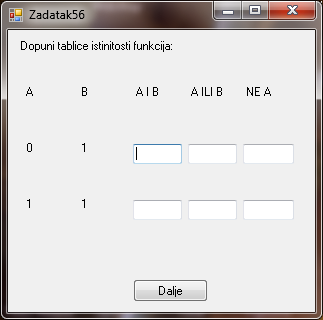 Zadatak56
Dopuni tablice istinitosti funkcija:
A B A I B A ILI B NE A
0 1
1 1
Dalje